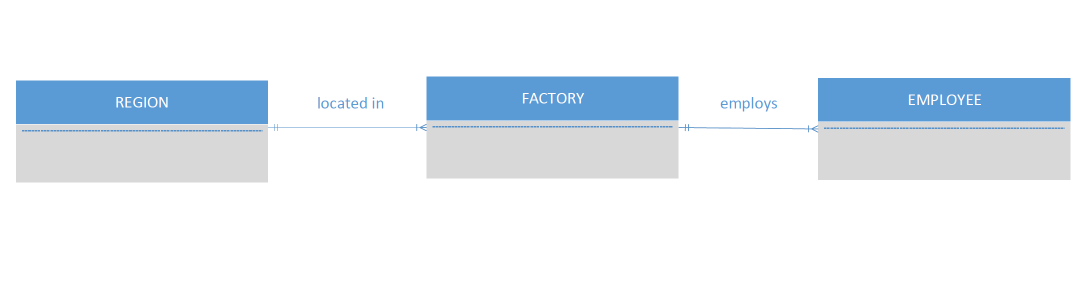 REGION
located in
FACTORY
employs
EMPLOYEE